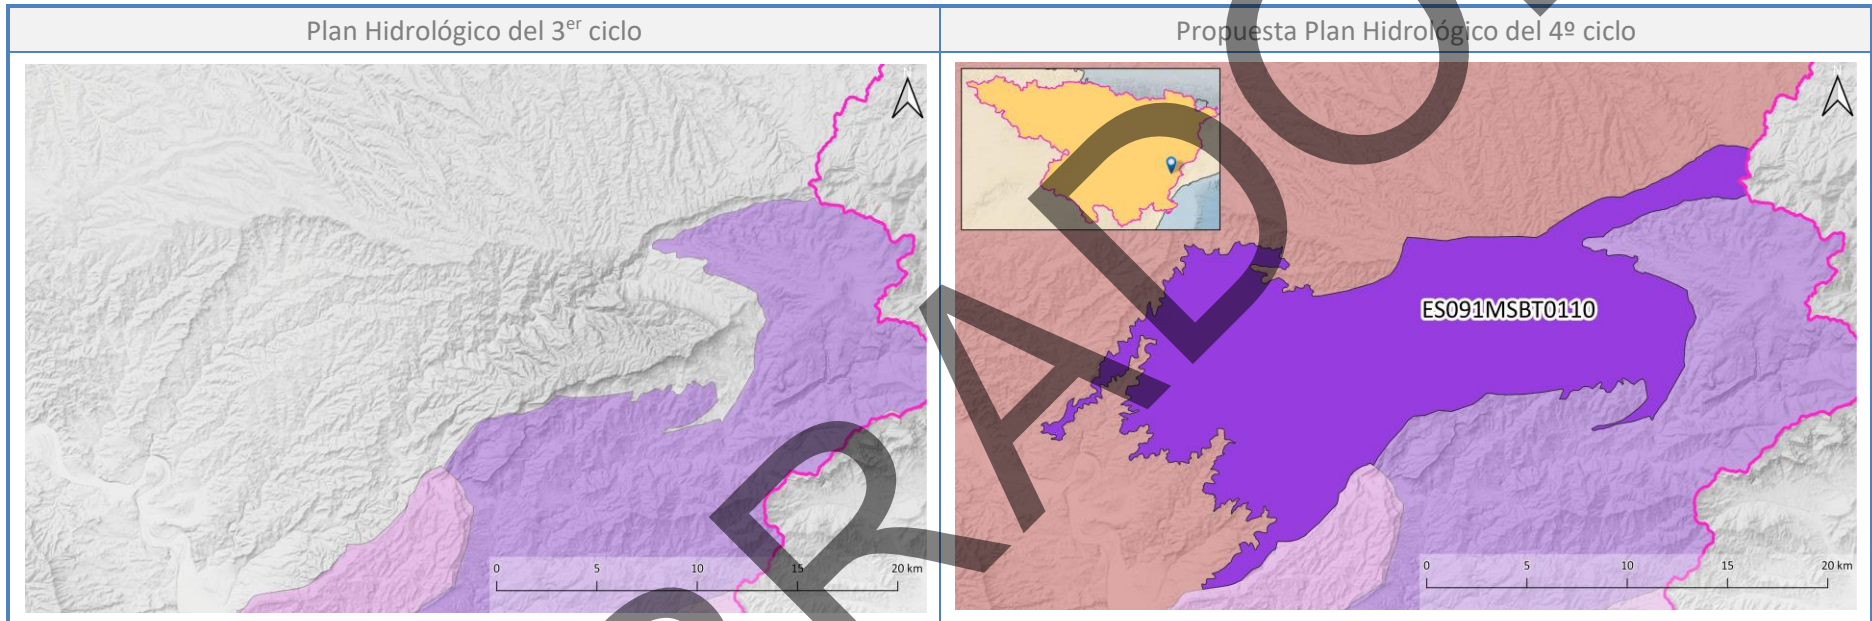 Plan Hidrológico del 3er ciclo
Propuesta Plan Hidrológico del 4º ciclo
ES091MSBT0110
0 5 10 15 20 km
0 5 10 15 20 km
RADO